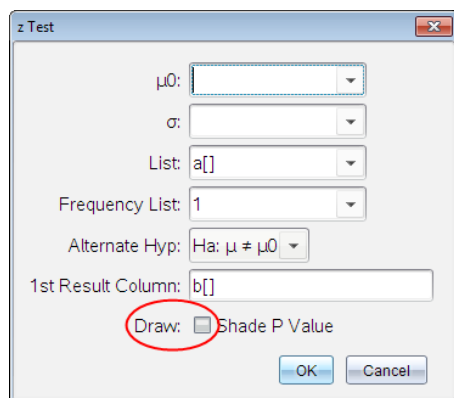 z Test
μ0:
σ:
List: a[]
Frequency List: 1
Alternate Hyp: Ha: μ ≠ μ0
1st Result Column: b[]
Draw: Shade P Value
OK Cancel